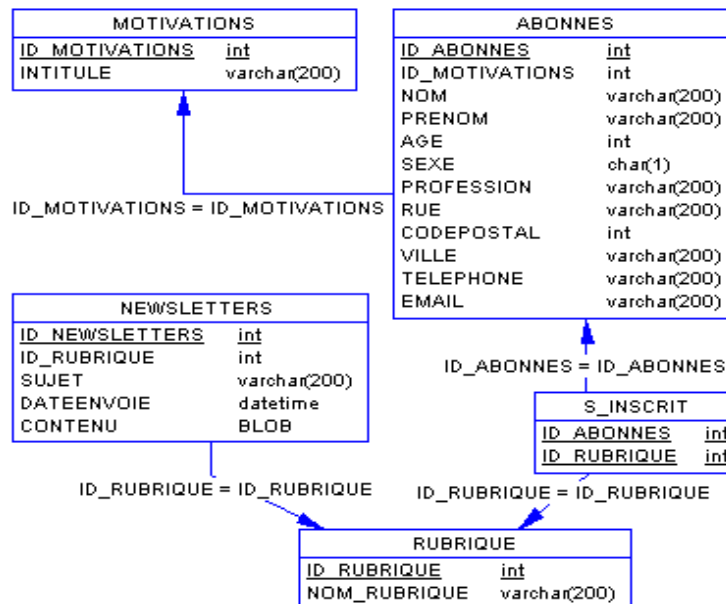 MOTIVATIONS
ID_MOTIVATIONS int
INTITULE varchar(200)
ABONNES
ID_ABONNES int
ID_MOTIVATIONS int
NOM varchar(200)
PRENOM varchar(200)
AGE int
SEXE char(1)
PROFESSION varchar(200)
RUE varchar(200)
CODEPOSTAL int
VILLE varchar(200)
TELEPHONE varchar(200)
EMAIL varchar(200)
ID_MOTIVATIONS = ID_MOTIVATIONS
NEWSLETTERS
ID_NEWSLETTERS int
ID_RUBRIQUE int
SUJET varchar(200)
DATEENVOIE datetime
CONTENU BLOB
ID_ABONNES = ID_ABONNES
S_INSCRIT
ID_ABONNES int
ID_RUBRIQUE int
ID_RUBRIQUE = ID_RUBRIQUE
ID_RUBRIQUE = ID_RUBRIQUE
RUBRIQUE
ID_RUBRIQUE int
NOM_RUBRIQUE varchar(200)